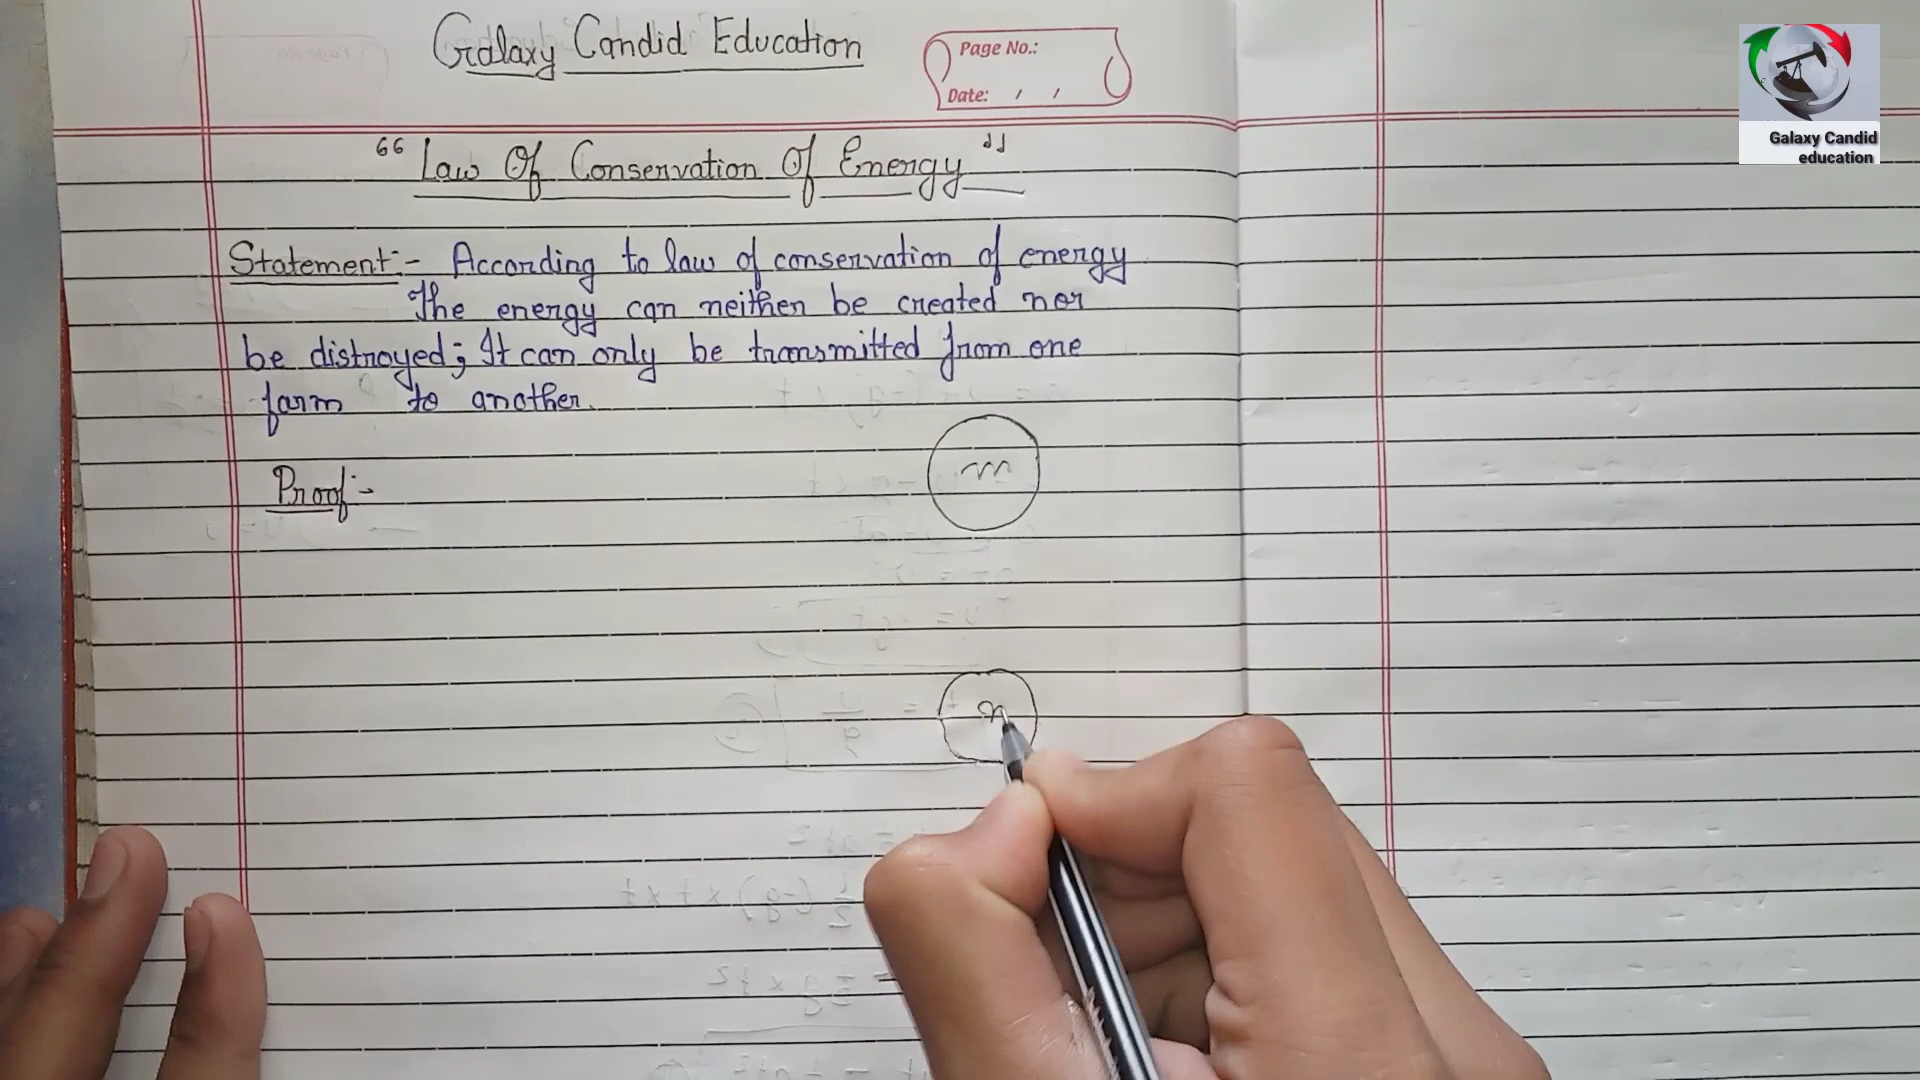 Galaxy Candid Education
Page No.:
Date: / /
Galaxy Candid
education
“Law Of Conservation Of Energy”
Statement:- According to law of conservation of energy
The energy can neither be created nor
be distroyed; It can only be transmitted from one
farm to another.
m
Proof:-
m